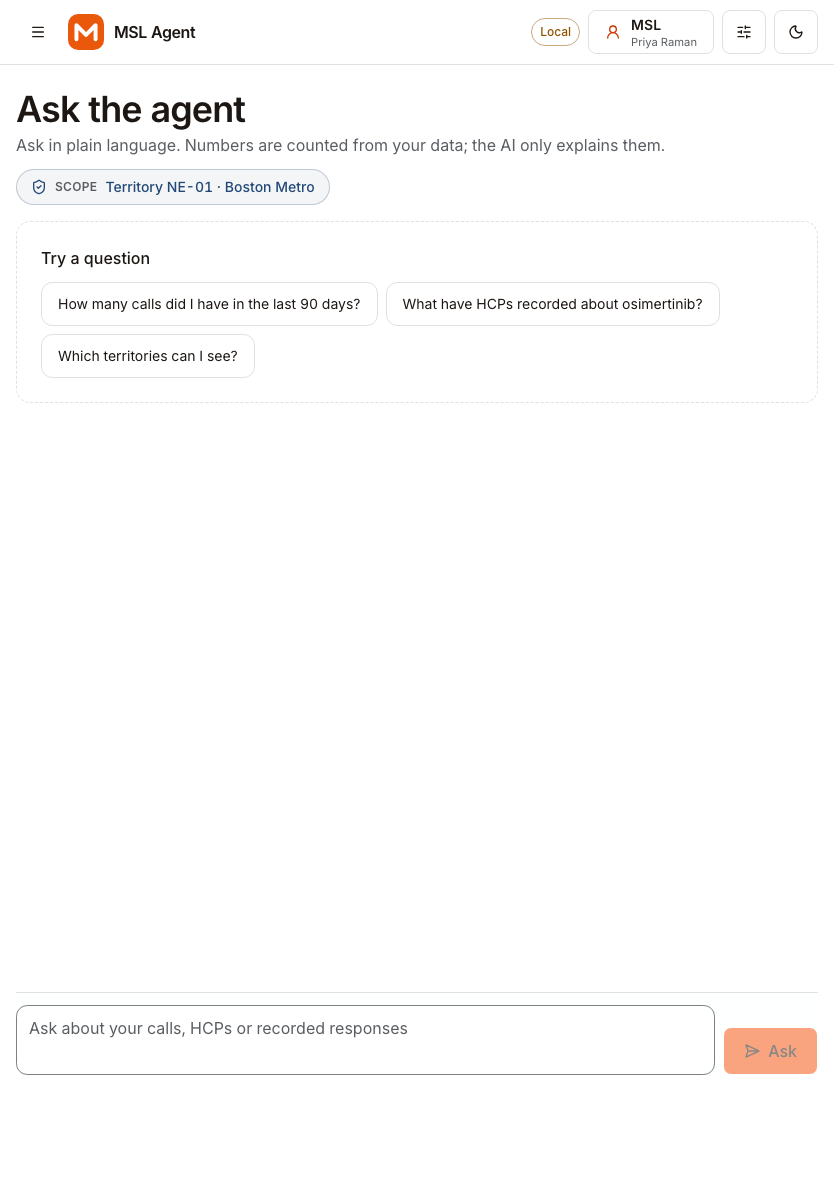 MSL Agent
Local
MSL
Priya Raman
Ask the agent
Ask in plain language. Numbers are counted from your data; the AI only explains them.
SCOPE Territory NE-01 · Boston Metro
Try a question
How many calls did I have in the last 90 days?
What have HCPs recorded about osimertinib?
Which territories can I see?
Ask about your calls, HCPs or recorded responses
Ask